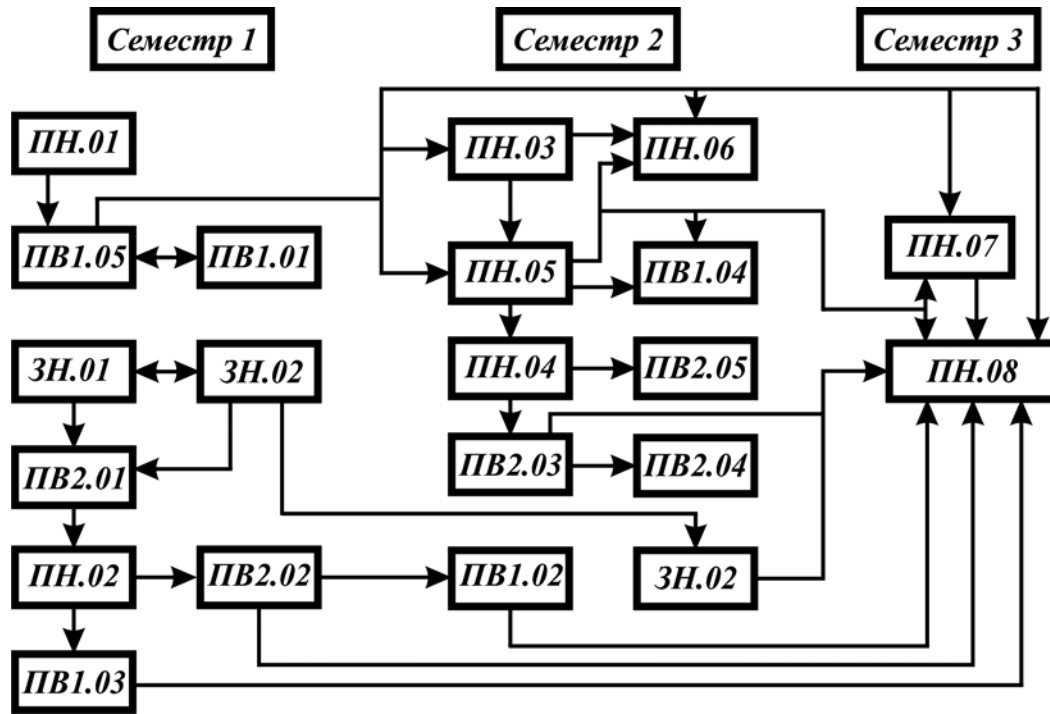 Семестр 1
Семестр 2
Семестр 3
ПН.01
ПН.03
ПН.06
ПВ1.05
ПВ1.01
ПН.05
ПВ1.04
ПН.07
ЗН.01
ЗН.02
ПН.04
ПВ2.05
ПН.08
ПВ2.01
ПВ2.03
ПВ2.04
ПН.02
ПВ2.02
ПВ1.02
ЗН.02
ПВ1.03